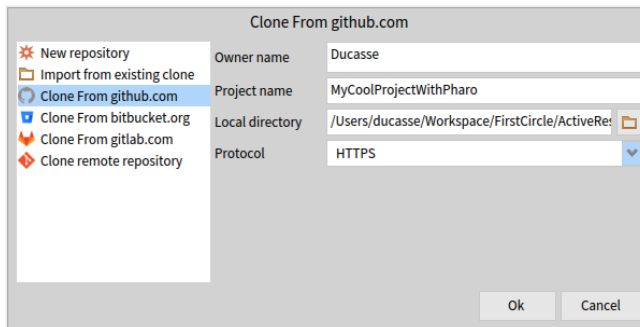 Clone From github.com
New repository
Import from existing clone
Clone From github.com
Clone From bitbucket.org
Clone From gitlab.com
Clone remote repository
Owner name
Ducasse
Project name
MyCoolProjectWithPharo
Local directory
/Users/ducasse/Workspace/FirstCircle/ActiveRes
Protocol
HTTPS
Ok
Cancel